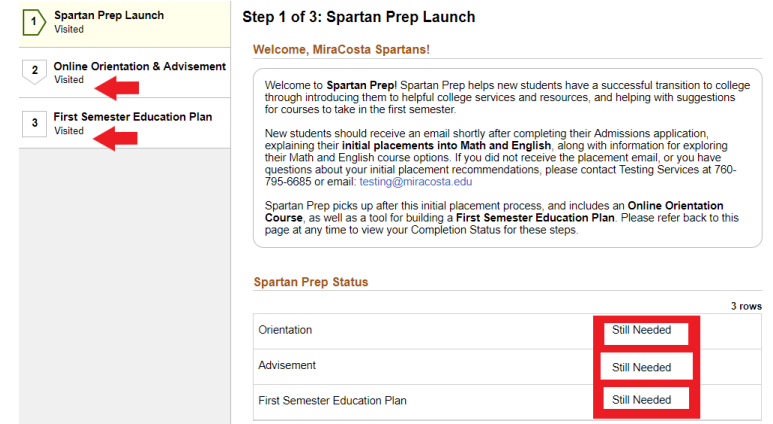 1
Spartan Prep Launch
Visited
2
Online Orientation & Advisement
Visited
3
First Semester Education Plan
Visited
Step 1 of 3: Spartan Prep Launch
Welcome, MiraCosta Spartans!
Welcome to Spartan Prep! Spartan Prep helps new students have a successful transition to college
through introducing them to helpful college services and resources, and helping with suggestions
for courses to take in the first semester.
New students should receive an email shortly after completing their Admissions application,
explaining their initial placements into Math and English, along with information for exploring
their Math and English course options. If you did not receive the placement email, or you have
questions about your initial placement recommendations, please contact Testing Services at 760-
795-6685 or email: testing@miracosta.edu
Spartan Prep picks up after this initial placement process, and includes an Online Orientation
Course, as well as a tool for building a First Semester Education Plan. Please refer back to this
page at any time to view your Completion Status for these steps.
Spartan Prep Status
3 rows
Orientation Still Needed
Advisement Still Needed
First Semester Education Plan Still Needed